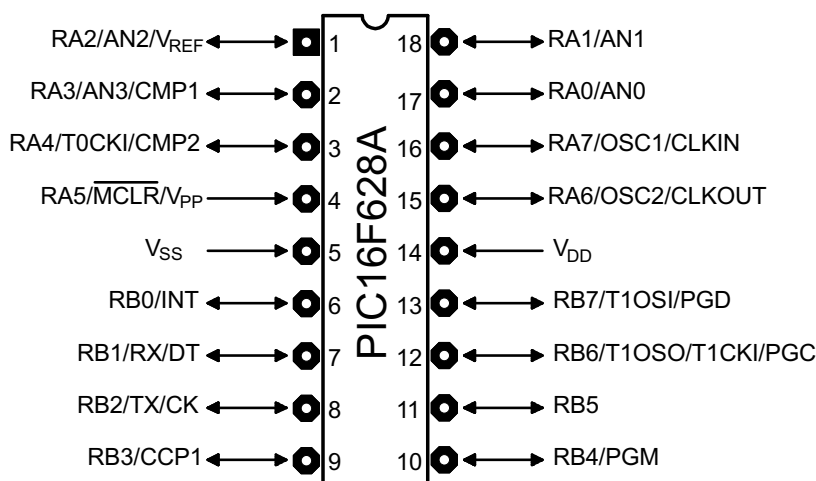 RA2/AN2/VREF 1 18 RA1/AN1
RA3/AN3/CMP1 2 17 RA0/AN0
RA4/T0CKI/CMP2 3 16 RA7/OSC1/CLKIN
RA5/MCLR/VPP 4 15 RA6/OSC2/CLKOUT
VSS 5 14 VDD
RB0/INT 6 13 RB7/T1OSI/PGD
RB1/RX/DT 7 12 RB6/T1OSO/T1CKI/PGC
RB2/TX/CK 8 11 RB5
RB3/CCP1 9 10 RB4/PGM
PIC16F628A